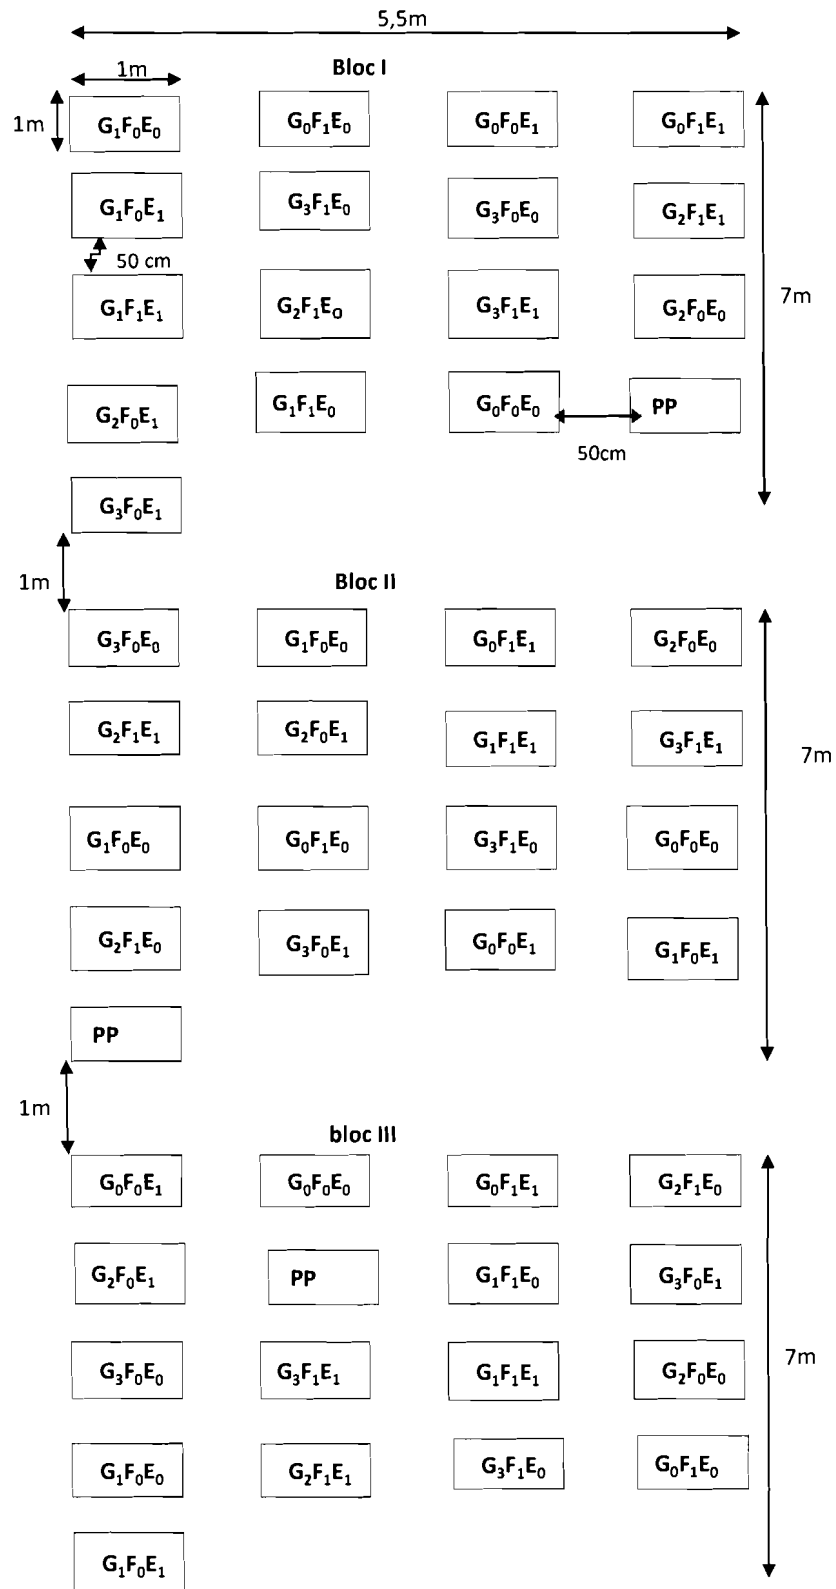 5,5m
1m Bloc I
1m G₁F₀E₀ G₀F₁E₀ G₀F₀E₁ G₀F₁E₁
G₁F₀E₁ G₃F₁E₀ G₃F₀E₀ G₂F₁E₁
50 cm
7m
G₁F₁E₁ G₂F₁E₀ G₃F₁E₁ G₂F₀E₀
G₂F₀E₁ G₁F₁E₀ G₀F₀E₀ PP
50cm
G₃F₀E₁
1m Bloc II
G₃F₀E₀ G₁F₀E₀ G₀F₁E₁ G₂F₀E₀
G₂F₁E₁ G₂F₀E₁ G₁F₁E₁ G₃F₁E₁
7m
G₁F₀E₀ G₀F₁E₀ G₃F₁E₀ G₀F₀E₀
G₂F₁E₀ G₃F₀E₁ G₀F₀E₁ G₁F₀E₁
PP
1m
bloc III
G₀F₀E₁ G₀F₀E₀ G₀F₁E₁ G₂F₁E₀
G₂F₀E₁ PP G₁F₁E₀ G₃F₀E₁
7m
G₃F₀E₀ G₃F₁E₁ G₁F₁E₁ G₂F₀E₀
G₁F₀E₀ G₂F₁E₁ G₃F₁E₀ G₀F₁E₀
G₁F₀E₁